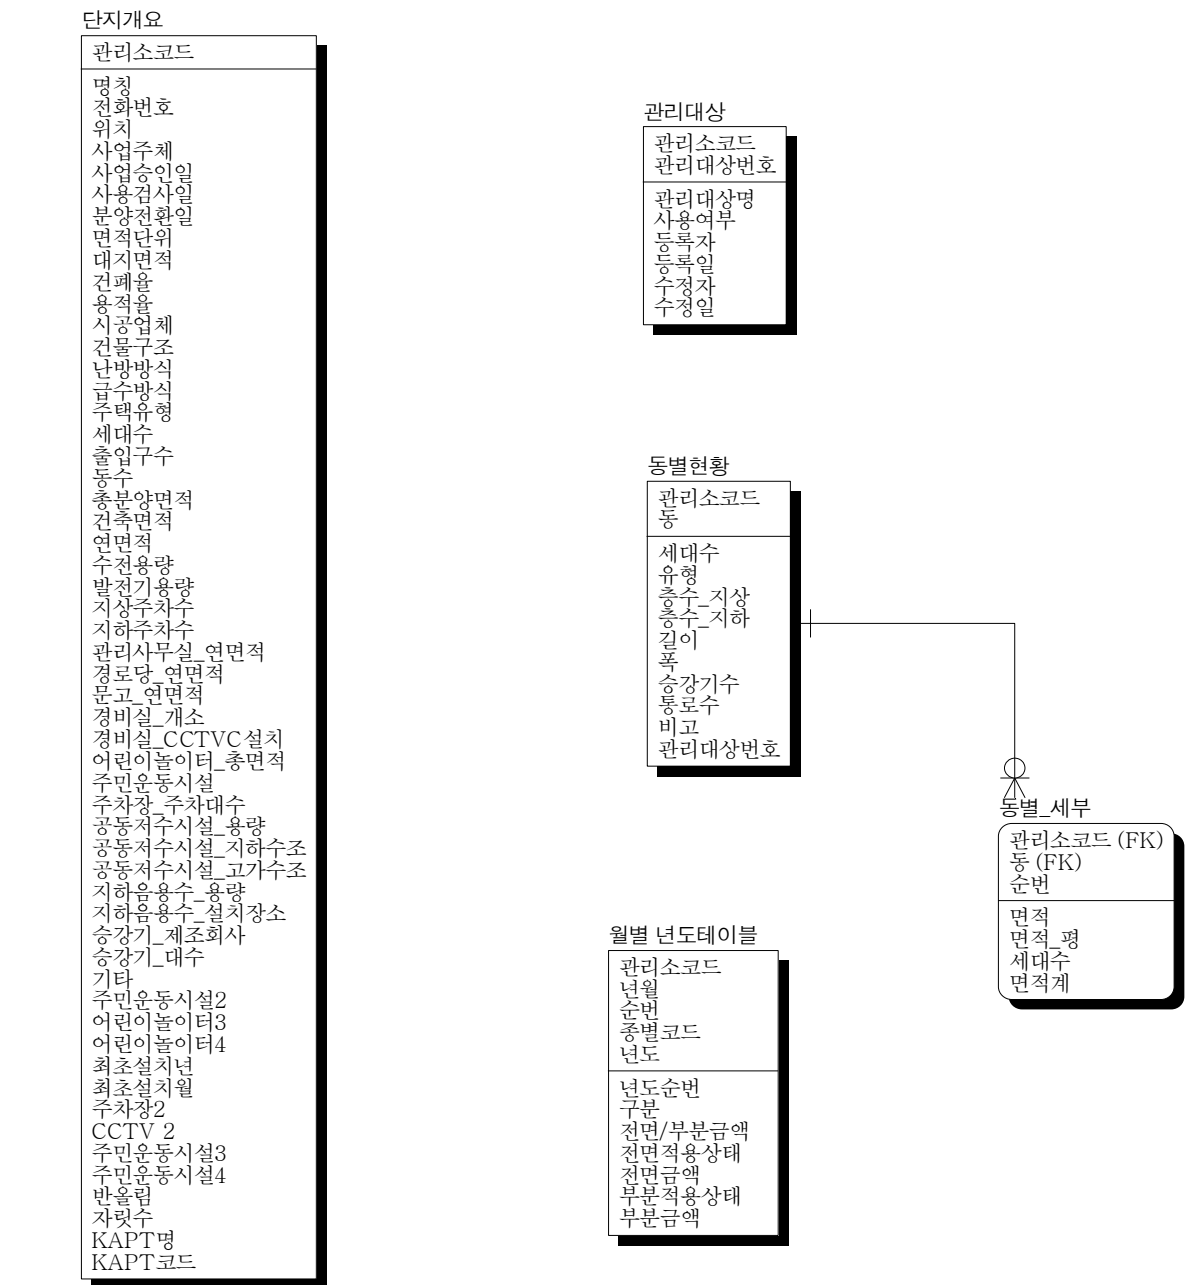 단지개요
관리소코드
명칭
전화번호
위치
사업주체
사업승인일
사용검사일
분양전환일
면적단위
대지면적
건폐율
용적율
시공업체
건물구조
난방방식
급수방식
주택유형
세대수
출입구수
동수
총분양면적
건축면적
연면적
수전용량
발전기용량
지상주차수
지하주차수
관리사무실_연면적
경로당_연면적
문고_연면적
경비실_개소
경비실_CCTVC설치
어린이놀이터_총면적
주민운동시설
주차장_주차대수
공동저수시설_용량
공동저수시설_지하수조
공동저수시설_고가수조
지하음용수_용량
지하음용수_설치장소
승강기_제조회사
승강기_대수
기타
주민운동시설2
어린이놀이터3
어린이놀이터4
최초설치년
최초설치월
주차장2
CCTV 2
주민운동시설3
주민운동시설4
반올림
자릿수
KAPT명
KAPT코드
관리대상
관리소코드
관리대상번호
관리대상명
사용여부
등록자
등록일
수정자
수정일
동별현황
관리소코드
동
세대수
유형
층수_지상
층수_지하
길이
폭
승강기수
통로수
비고
관리대상번호
동별_세부
관리소코드 (FK)
동 (FK)
순번
면적
면적_평
세대수
면적계
월별 년도테이블
관리소코드
년월
순번
종별코드
년도
년도순번
구분
전면/부분금액
전면적용상태
전면금액
부분적용상태
부분금액